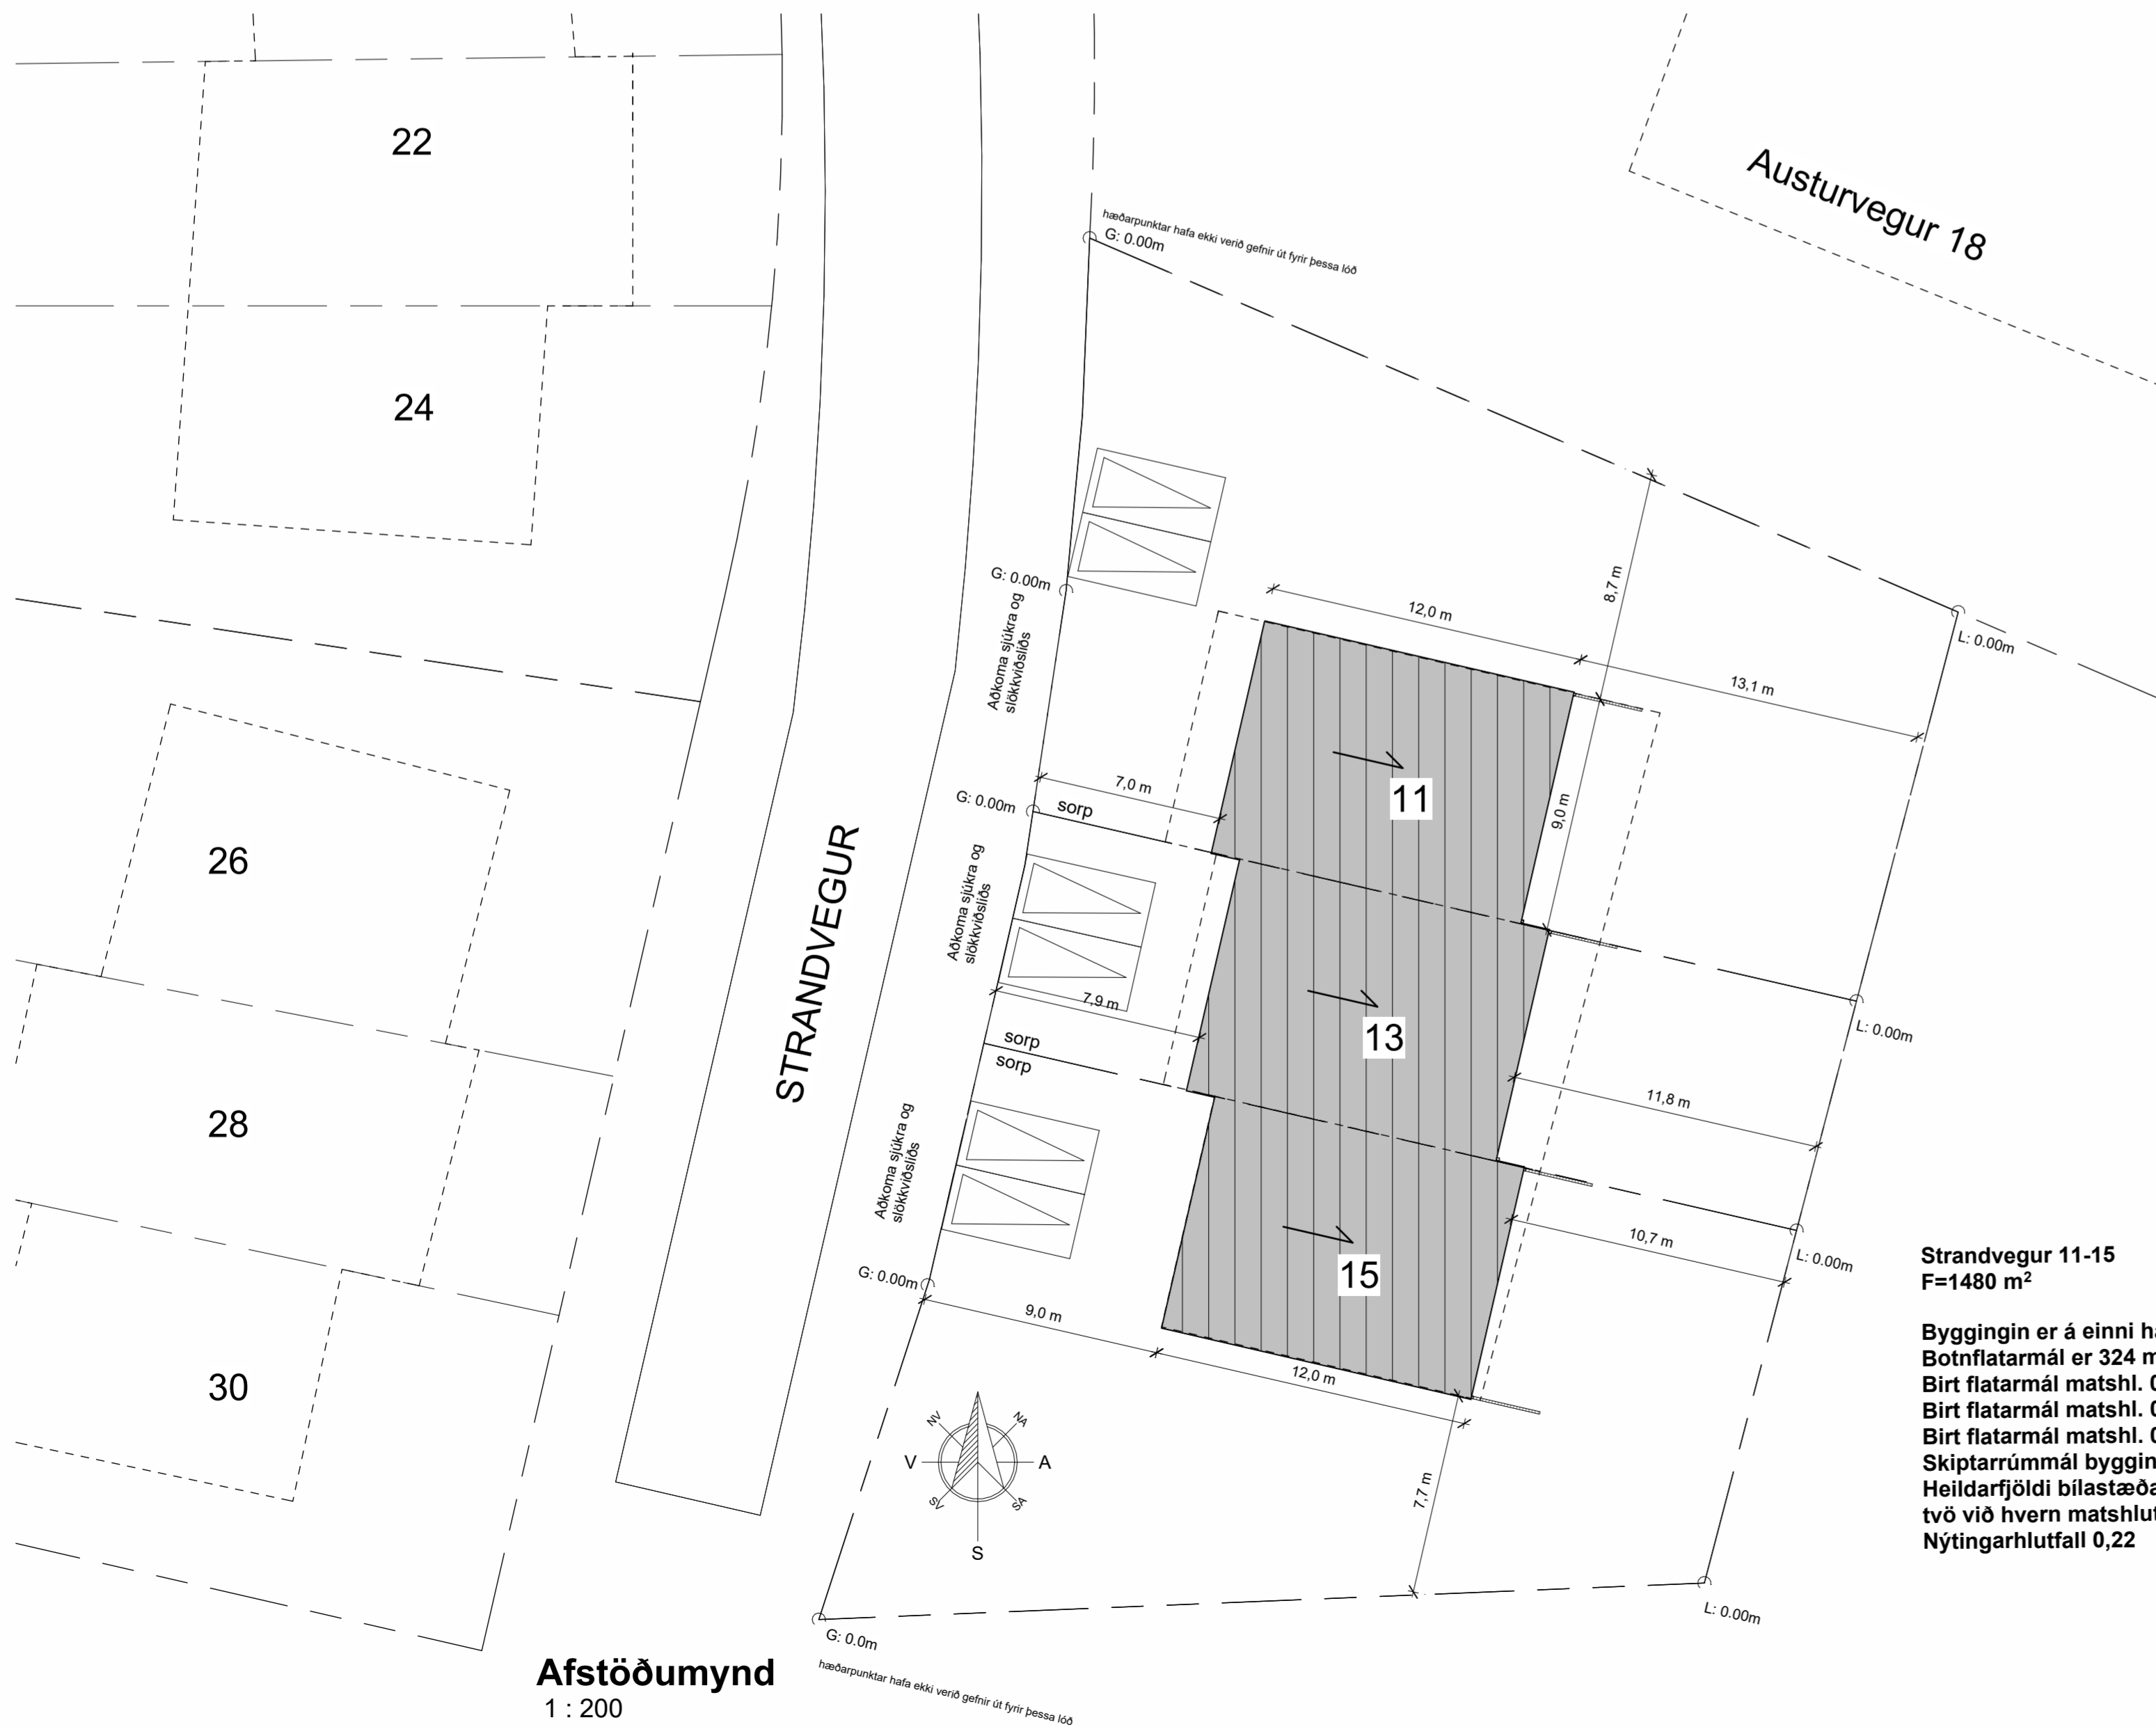 22
24
26
28
30
STRANDVEGUR
Austurvegur 18
hæðarpunktar hafa ekki verið gefnir út fyrir þessa lóð
G: 0.00m
G: 0.00m
Aðkoma sjúkra og
slökkviðsliðs
8,7 m
12,0 m
13,1 m
L: 0.00m
7,0 m
G: 0.00m
sorp
11
9,0 m
Aðkoma sjúkra og
slökkviðsliðs
7,9 m
13
L: 0.00m
sorp
sorp
11,8 m
Aðkoma sjúkra og
slökkviðsliðs
10,7 m
L: 0.00m
15
G: 0.00m
9,0 m
12,0 m
7,7 m
NV
NA
V
A
SV
SA
S
L: 0.00m
G: 0.0m
hæðarpunktar hafa ekki verið gefnir út fyrir þessa lóð
Strandvegur 11-15
F=1480 m²
Byggingin er á einni
Botnflatarmál er 324
Birt flatarmál matshl.
Birt flatarmál matshl.
Birt flatarmál matshl.
Skiptarrúmmál
Heildarfjöldi
tvö við hvern
Nýtingarhlutfall 0,22
Afstöðumynd
1 : 200